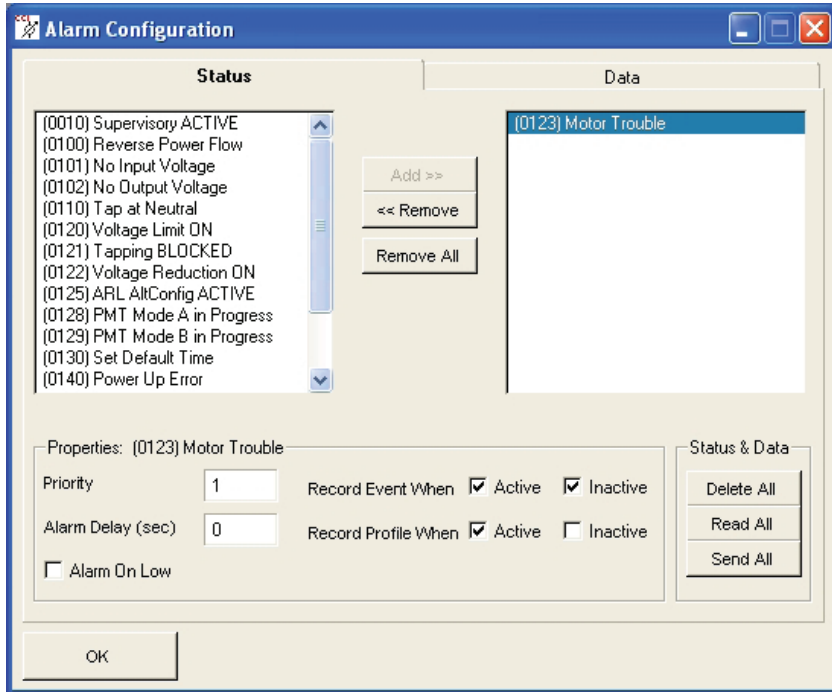 Alarm Configuration
Status
Data
(0010) Supervisory ACTIVE
(0100) Reverse Power Flow
(0101) No Input Voltage
(0102) No Output Voltage
(0110) Tap at Neutral
(0120) Voltage Limit ON
(0121) Tapping BLOCKED
(0122) Voltage Reduction ON
(0125) ARL AltConfig ACTIVE
(0128) PMT Mode A in Progress
(0129) PMT Mode B in Progress
(0130) Set Default Time
(0140) Power Up Error
Add >>
<< Remove
Remove All
(0123) Motor Trouble
Properties: (0123) Motor Trouble
Priority 1 Record Event When Active Inactive
Alarm Delay (sec) 0 Record Profile When Active Inactive
Alarm On Low
Status & Data
Delete All
Read All
Send All
OK